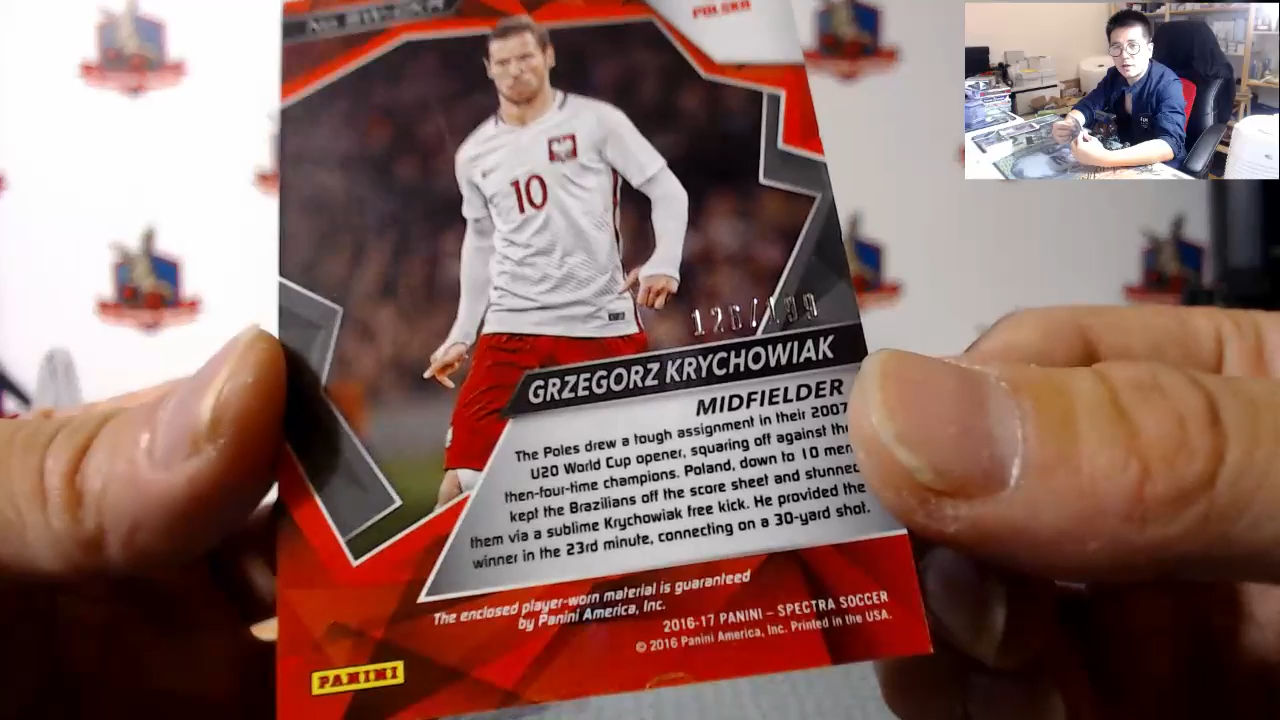 POLSKA
10
126/199
GRZEGORZ KRYCHOWIAK
MIDFIELDER
The Poles drew a tough assignment in their 2007
U20 World Cup opener, squaring off against the
then-four-time champions. Poland, down to 10 men
kept the Brazilians off the score sheet and stunned
them via a sublime Krychowiak free kick. He provided the
winner in the 23rd minute, connecting on a 30-yard shot.
The enclosed player-worn material is guaranteed
by Panini America, Inc.
2016-17 PANINI – SPECTRA SOCCER
© 2016 Panini America, Inc. Printed in the USA.
PANINI